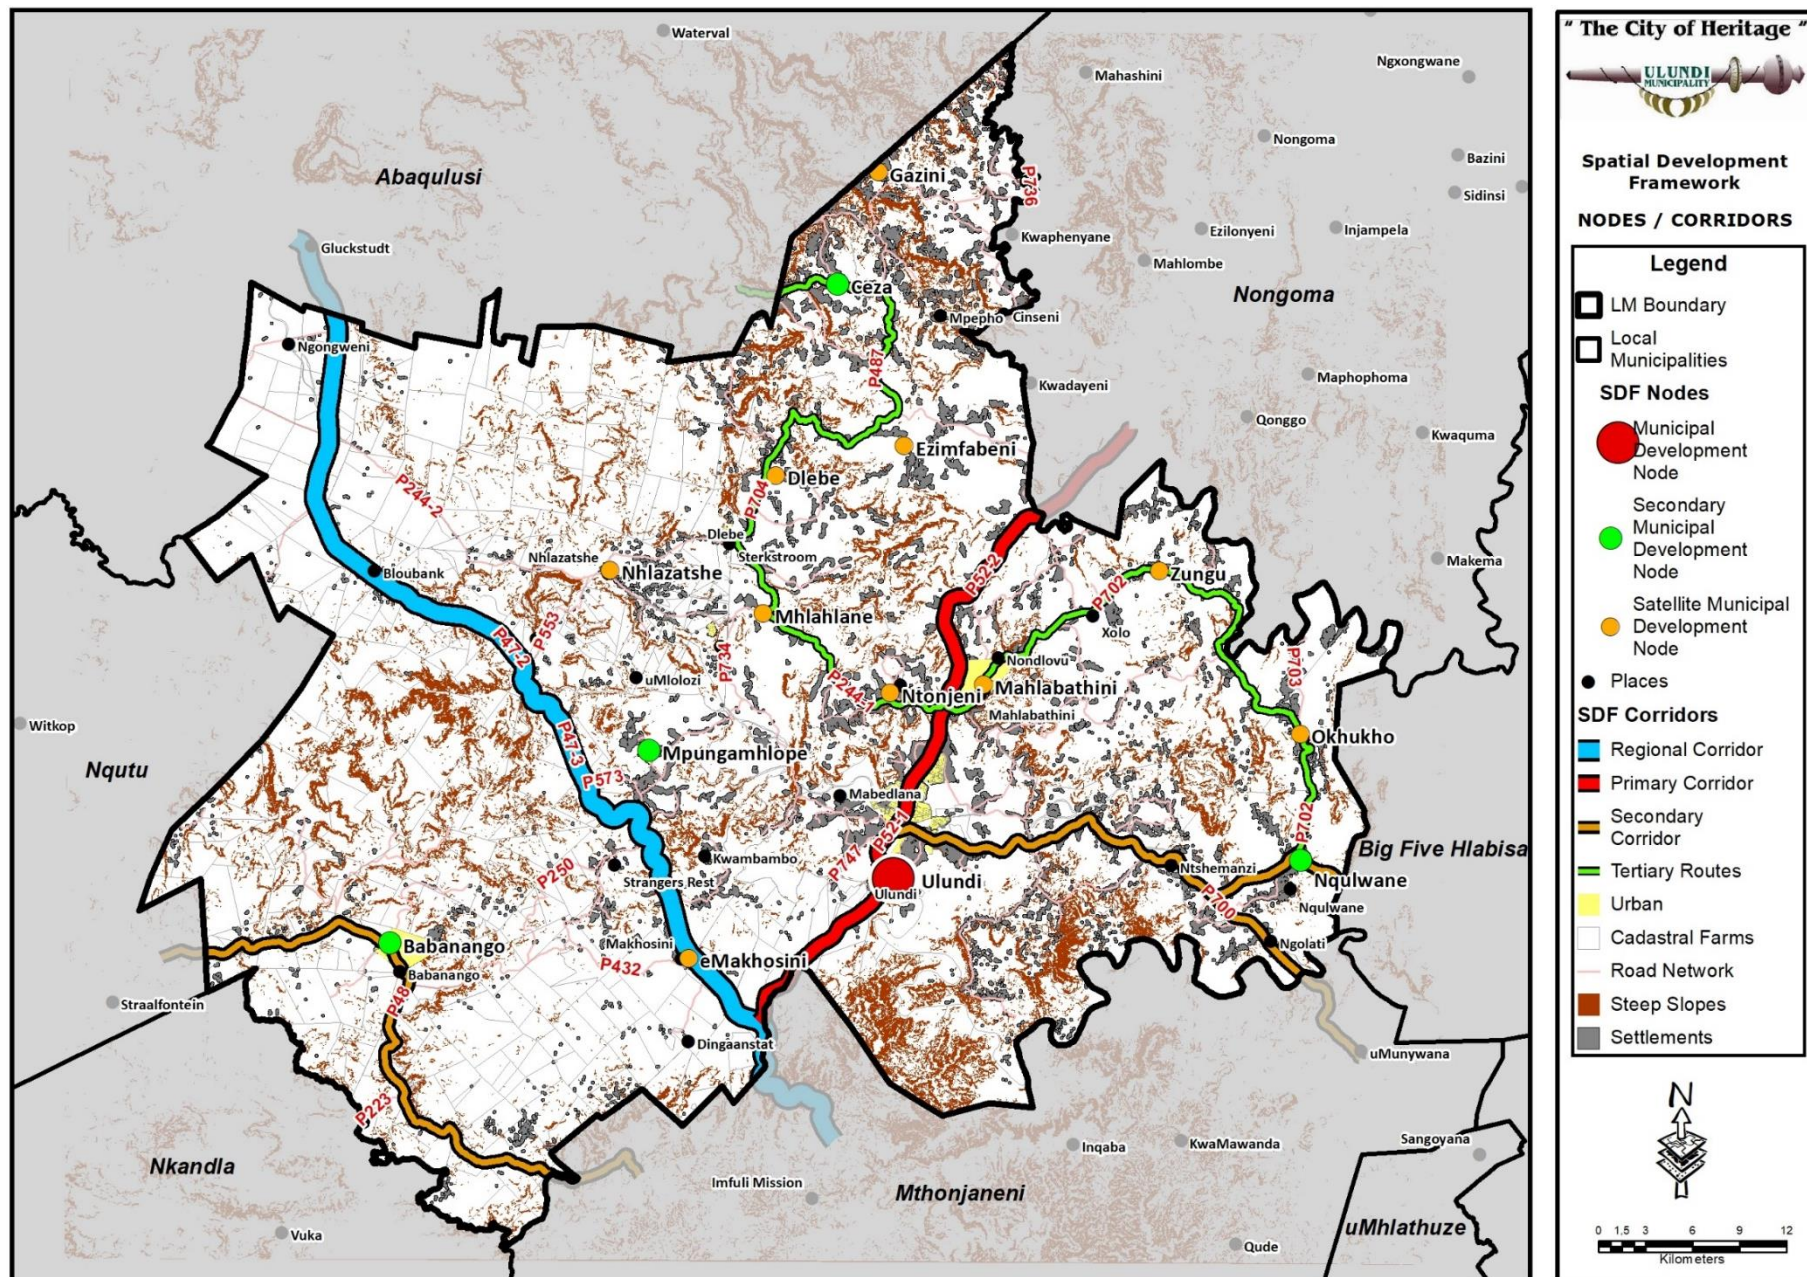 Waterval
Mahashini
Ngxongwane
Nongoma
Bazini
Sidinsi
Abaqulusi
Gazini
P736
Gluckstudt
Kwaphenyane
Ezilonyeni
Injampela
Mahlombe
Ceza
Nongoma
Mpepho
Cinseni
Ngongweni
P487
Kwadayeni
Maphophoma
Qonggo
Kwaquma
Ezimfabeni
Dlebe
P244-2
P704
Dlebe
Sterkstroom
Nhlazatshe
Nhlazatshe
Bloubank
P52-2
Zungu
P702
Makema
Mhlahlane
Xolo
P553
P47-2
P734
Nondlovu
P703
uMlolozi
P244-1
Ntonjeni
Mahlabathini
Mahlabathini
Witkop
Okhukho
P47-3
Mpungamhlope
Nqutu
P573
Mabedlana
P52-1
P702
Big Five Hlabisa
Kwambambo
P747
Ntshemanzi
P250
Strangers Rest
Ulundi
Ulundi
Nqulwane
P700
Nqulwane
Babanango
Makhosini
Ngolati
eMakhosini
P432
Babanango
P48
Straalfontein
Dingaanstat
uMunywana
P223
Inqaba
KwaMawanda
Sangoyana
Nkandla
Imfuli Mission
Mthonjaneni
uMhlathuze
Vuka
Qude
" The City of Heritage "
ULUNDI
MUNICIPALITY
Spatial Development
Framework
NODES / CORRIDORS
Legend
LM Boundary
Local
Municipalities
SDF Nodes
Municipal
Development
Node
Secondary
Municipal
Development
Node
Satellite Municipal
Development
Node
Places
SDF Corridors
Regional Corridor
Primary Corridor
Secondary
Corridor
Tertiary Routes
Urban
Cadastral Farms
Road Network
Steep Slopes
Settlements
N
0 1,5 3 6 9 12
Kilometers